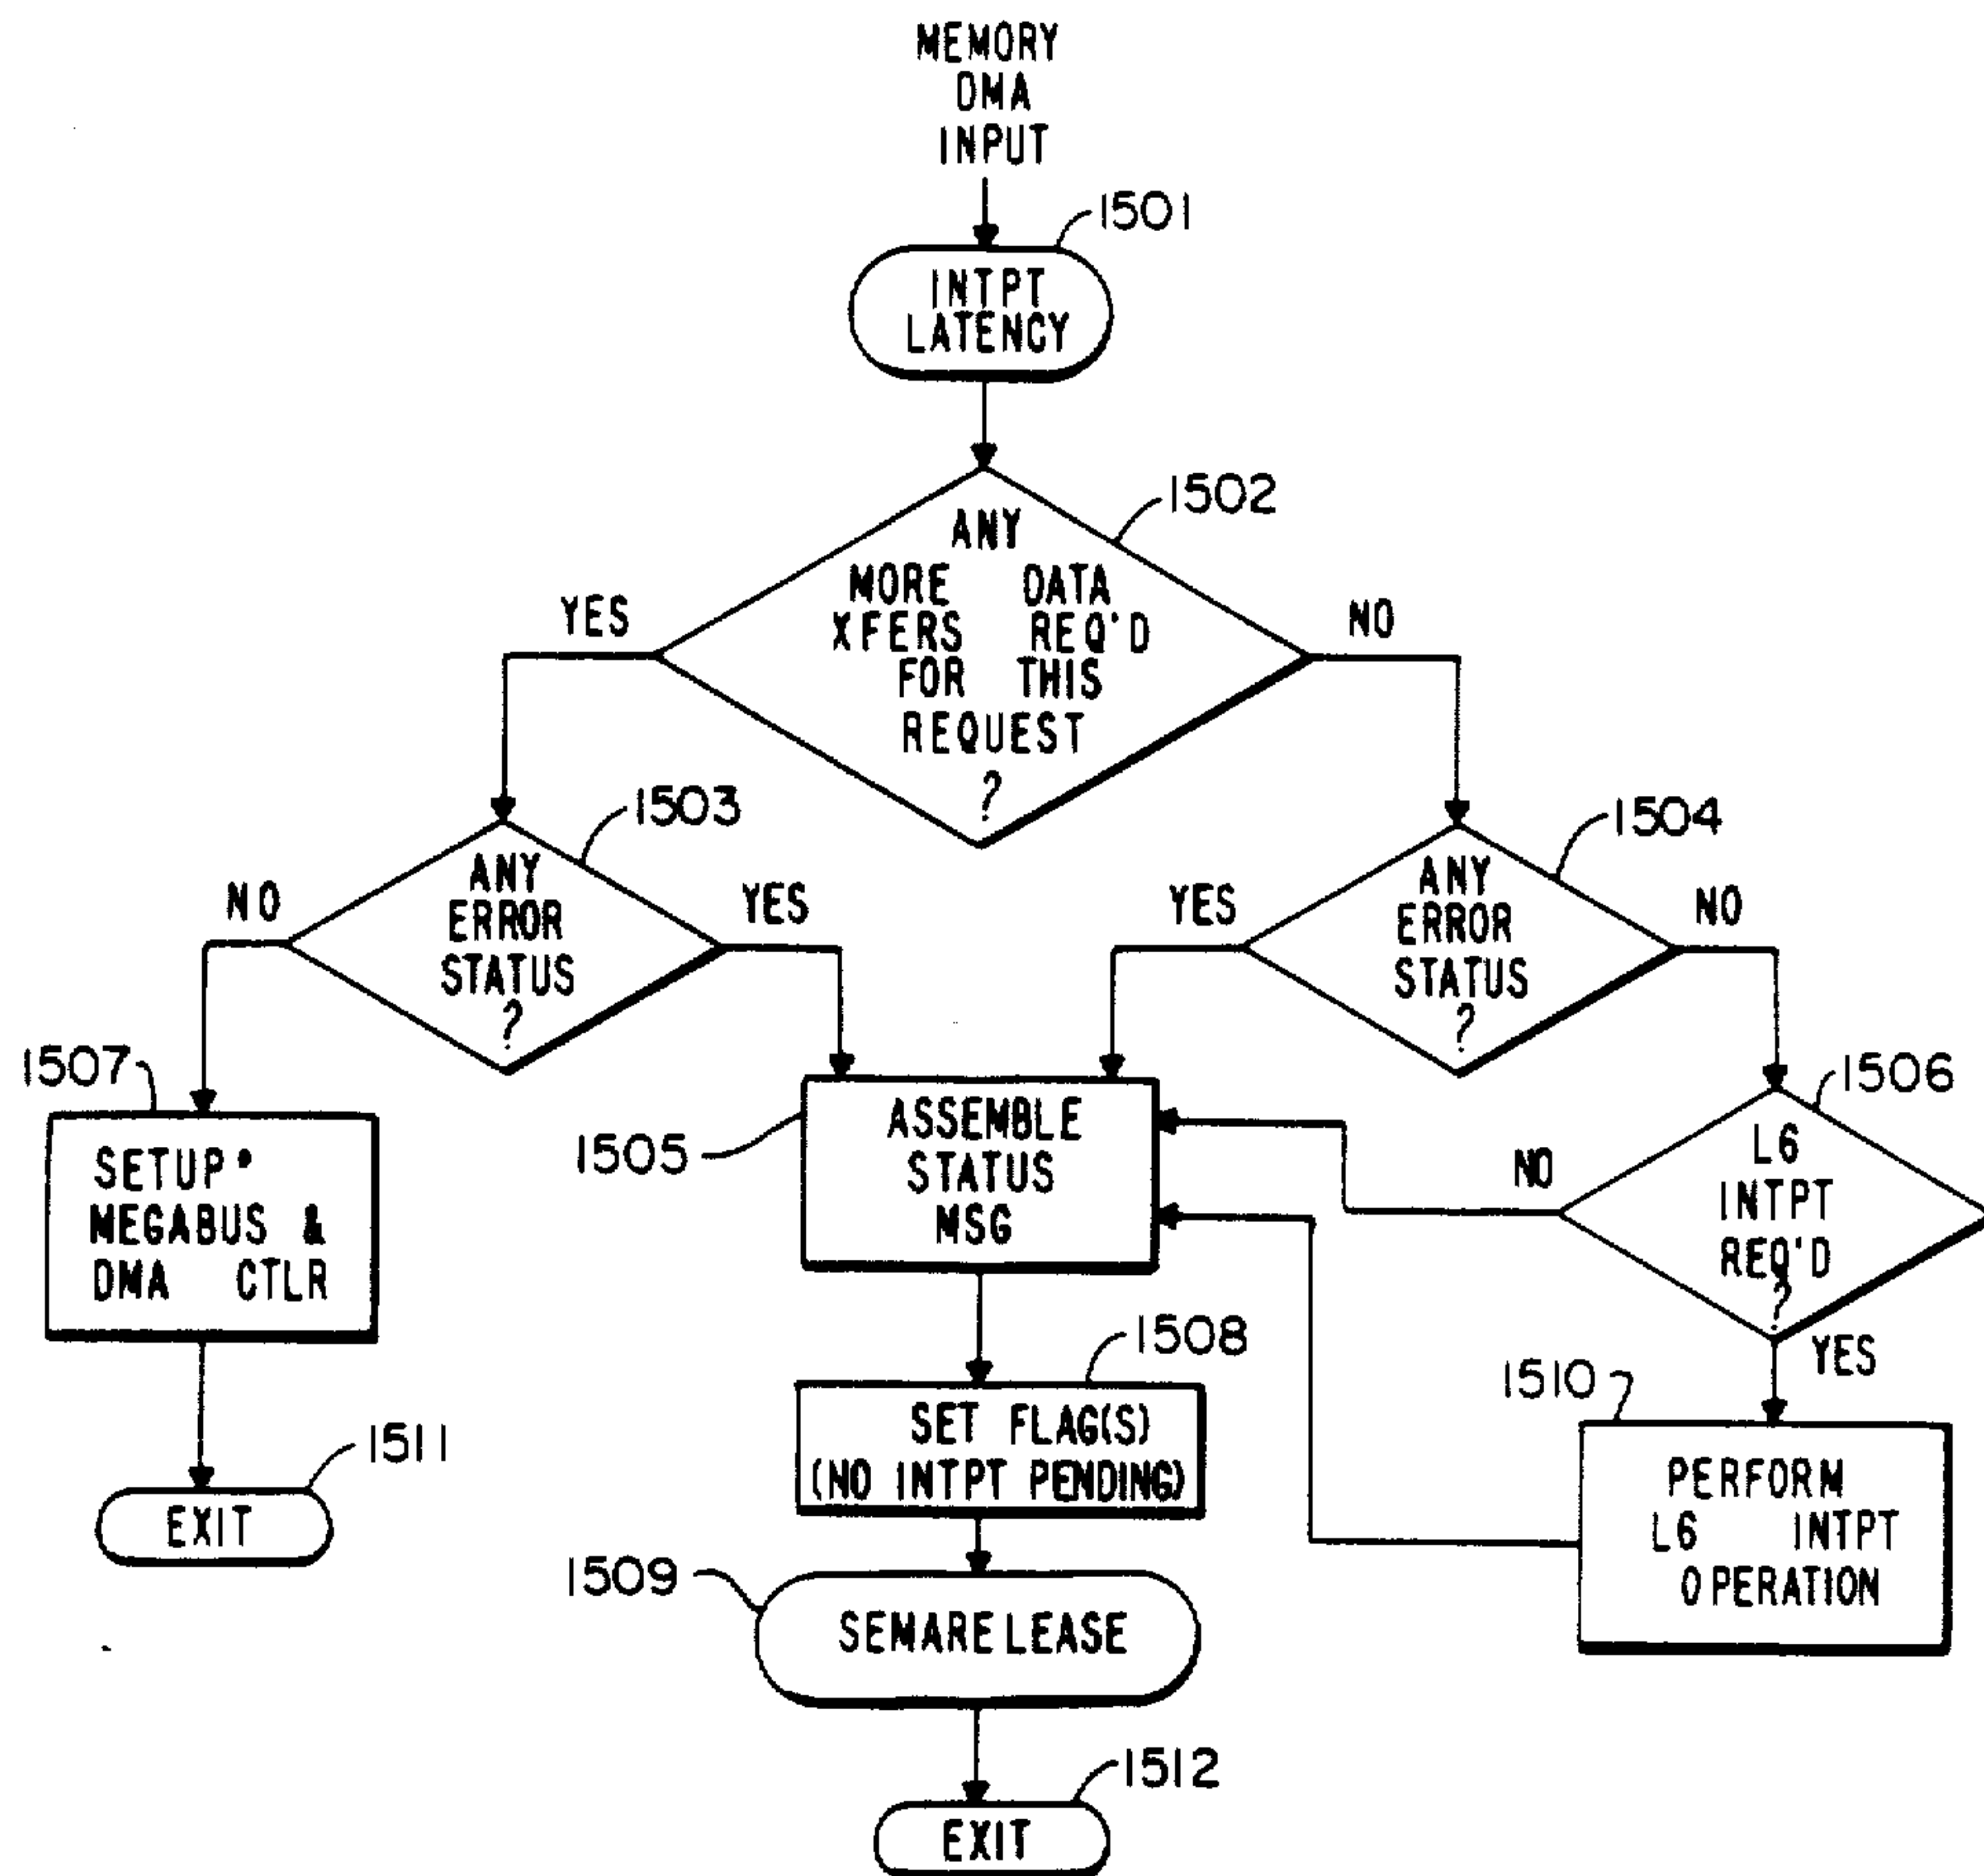 MEMORY
DMA
INPUT
1501
INTPT
LATENCY
1502
ANY
MORE DATA
XFERS REQ'D
FOR THIS
REQUEST
?
YES
NO
1503
ANY
ERROR
STATUS
?
NO
YES
1504
ANY
ERROR
STATUS
?
YES
NO
1507
SETUP
MEGABUS &
DMA CTLR
1505
ASSEMBLE
STATUS
MSG
1506
L6
INTPT
REQ'D
?
NO
YES
1508
SET FLAG(S)
(NO INTPT PENDING)
1510
PERFORM
L6 INTPT
OPERATION
1511
EXIT
1509
SEMARELEASE
1512
EXIT